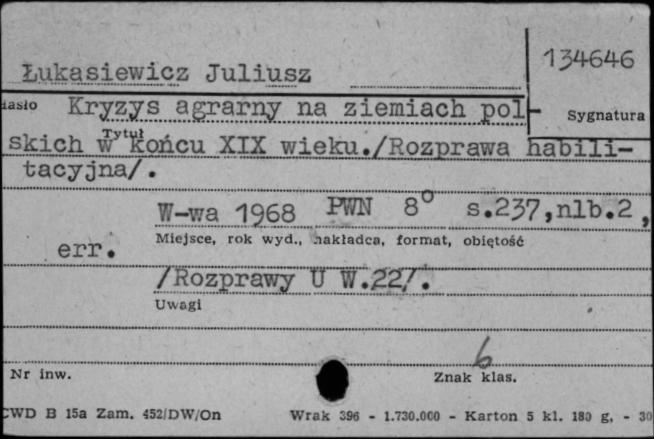 134646
Łukasiewicz Juliusz
Hasło Kryzys agrarny na ziemiach pol- Sygnatura
Tytuł
skich w końcu XIX wieku./Rozprawa habili-
tacyjna/.
W-wa 1968 PWN 8° s.237,nlb.2,
Miejsce, rok wyd., nakładca, format, objętość
err.
/Rozprawy U W.22/.
Uwagi
6
Nr inw. Znak klas.
CWD B 15a Zam. 452/DW/On Wrak 396 - 1.730.000 - Karton 5 kl. 180 g. - 30